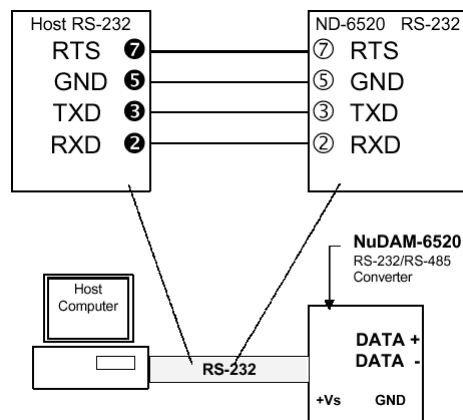 Host RS-232
RTS ❼
GND ❺
TXD ❸
RXD ❷
ND-6520 RS-232
⑦ RTS
⑤ GND
③ TXD
② RXD
NuDAM-6520
RS-232/RS-485
Converter
Host
Computer
RS-232
DATA +
DATA -
+Vs GND